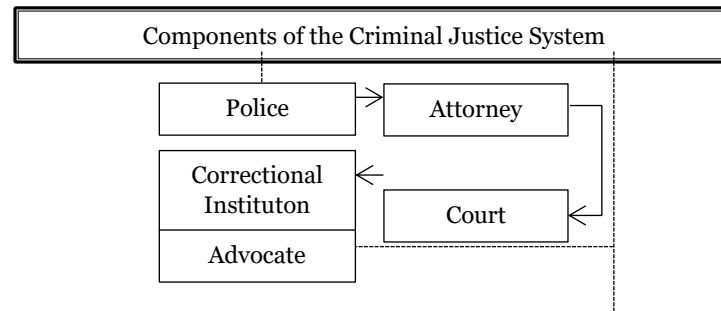 Components of the Criminal Justice System
Police
Attorney
Correctional
Instituton
Court
Advocate